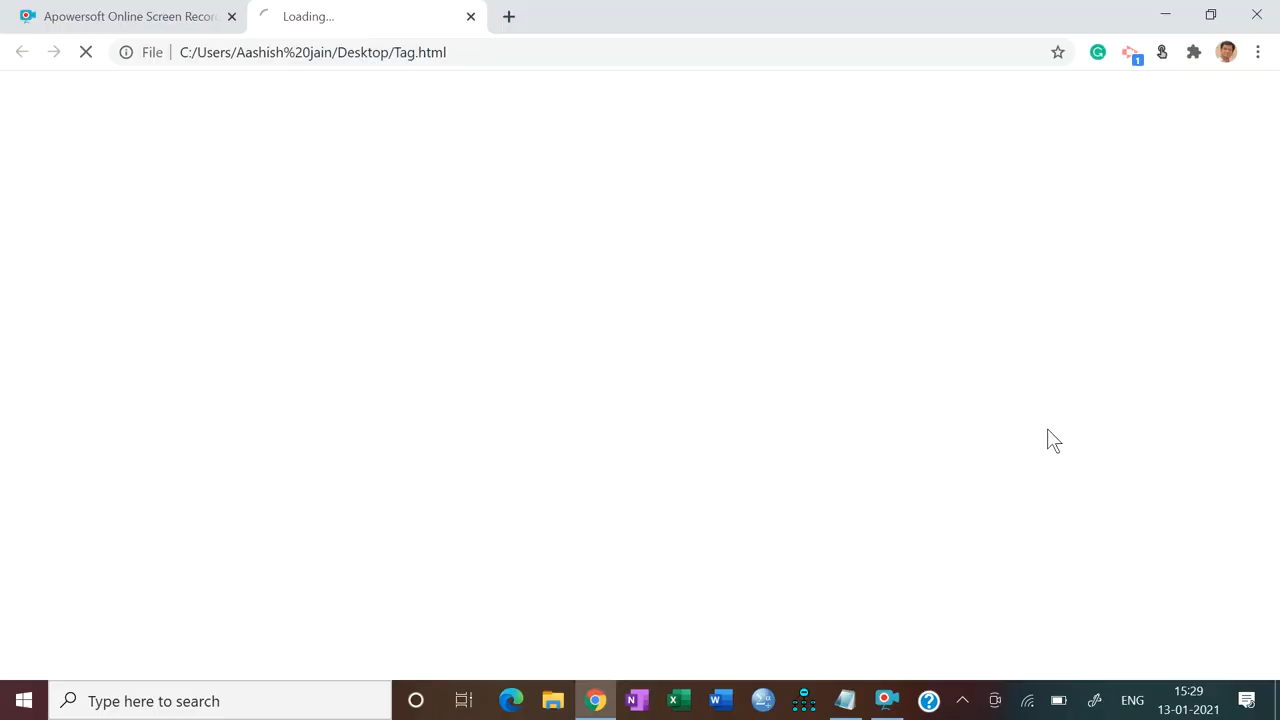 Apowersoft Online Screen Recor
Loading...
File
C:/Users/Aashish%20jain/Desktop/Tag.html
1
Type here to search
ENG
15:29
13-01-2021